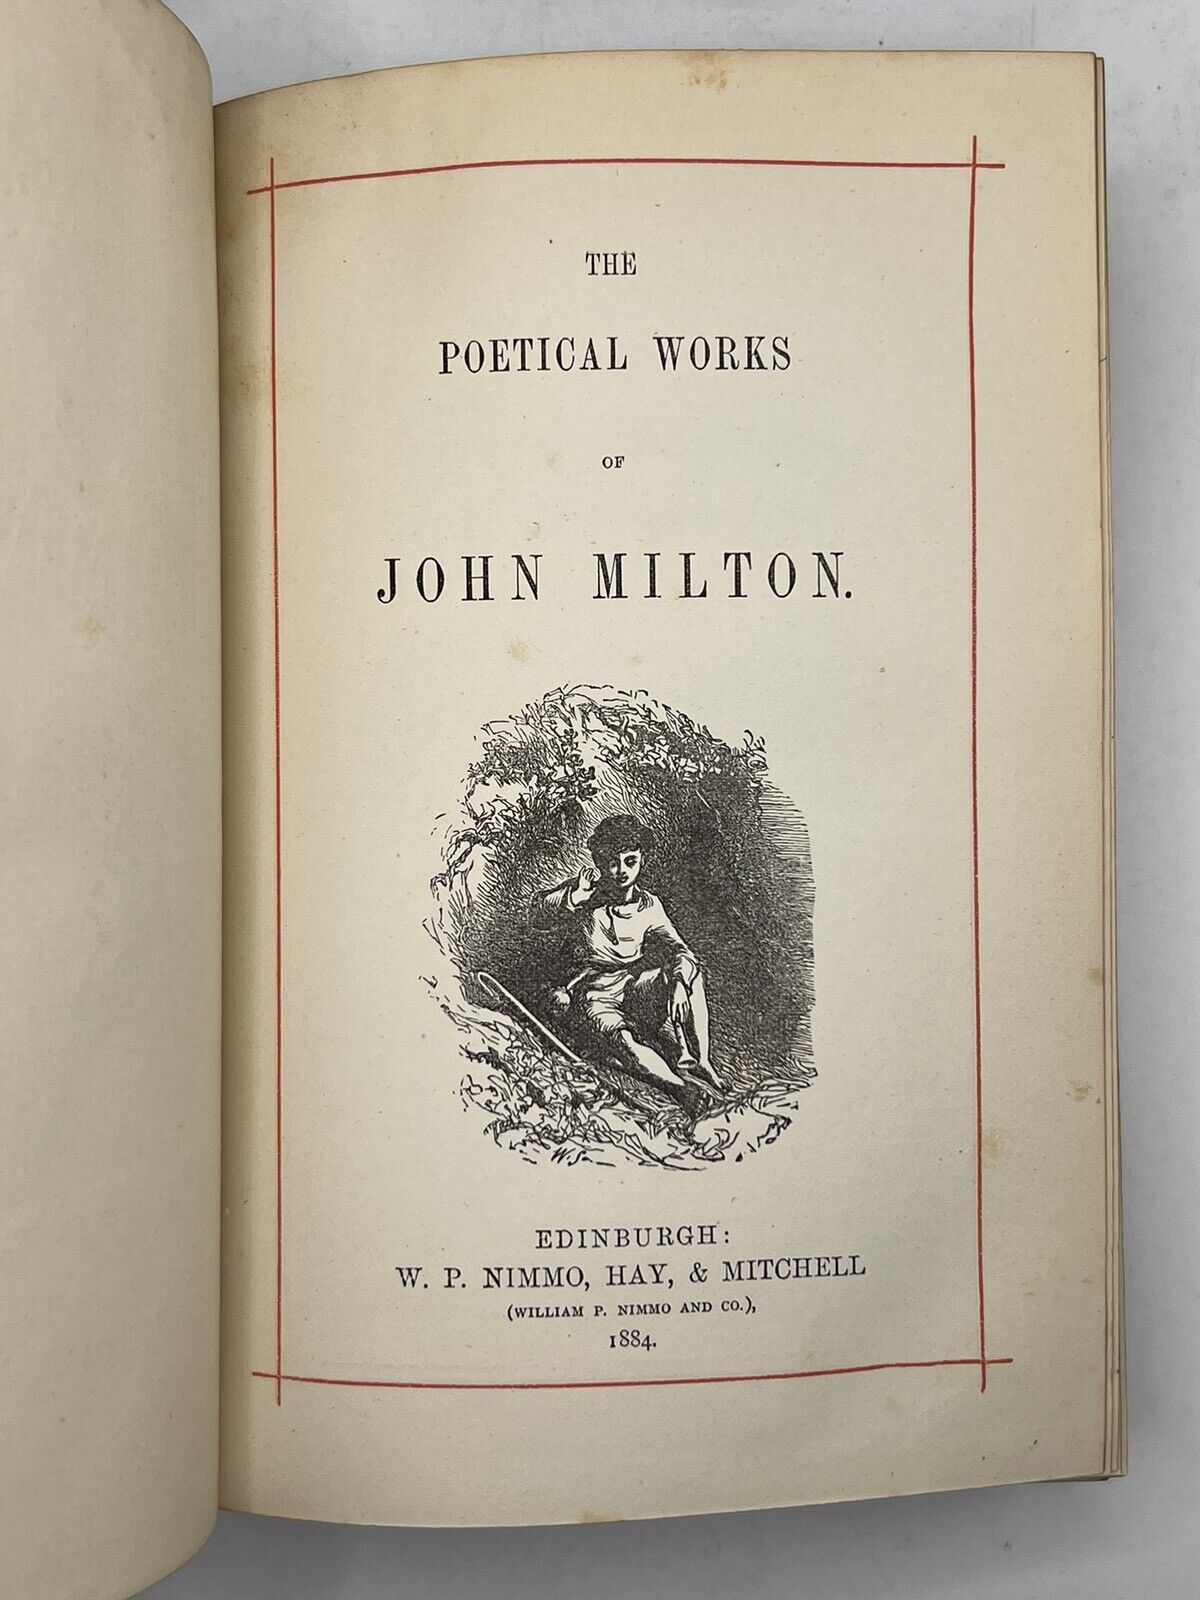 THE
POETICAL WORKS
OF
JOHN MILTON.
W.S.
EDINBURGH:
W. P. NIMMO, HAY, & MITCHELL
(WILLIAM P. NIMMO AND CO.),
1884.